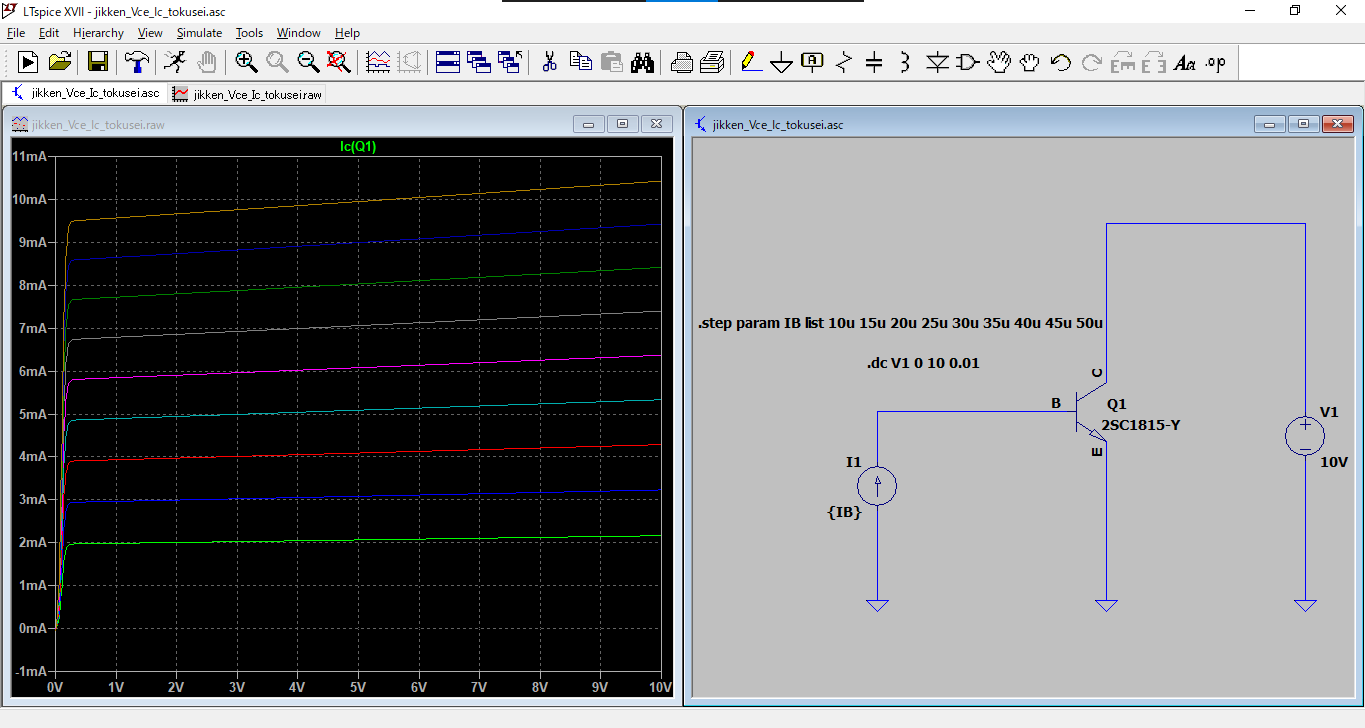 LTspice XVII - jikken_Vce_Ic_tokusei.asc
File Edit Hierarchy View Simulate Tools Window Help
Aa .op
jikken_Vce_Ic_tokusei.asc jikken_Vce_Ic_tokusei.raw
jikken_Vce_Ic_tokusei.raw
Ic(Q1)
11mA
10mA
9mA
8mA
7mA
6mA
5mA
4mA
3mA
2mA
1mA
0mA
-1mA
0V 1V 2V 3V 4V 5V 6V 7V 8V 9V 10V
jikken_Vce_Ic_tokusei.asc
.step param IB list 10u 15u 20u 25u 30u 35u 40u 45u 50u
.dc V1 0 10 0.01
C
B
Q1
2SC1815-Y
E
I1
{IB}
V1
10V